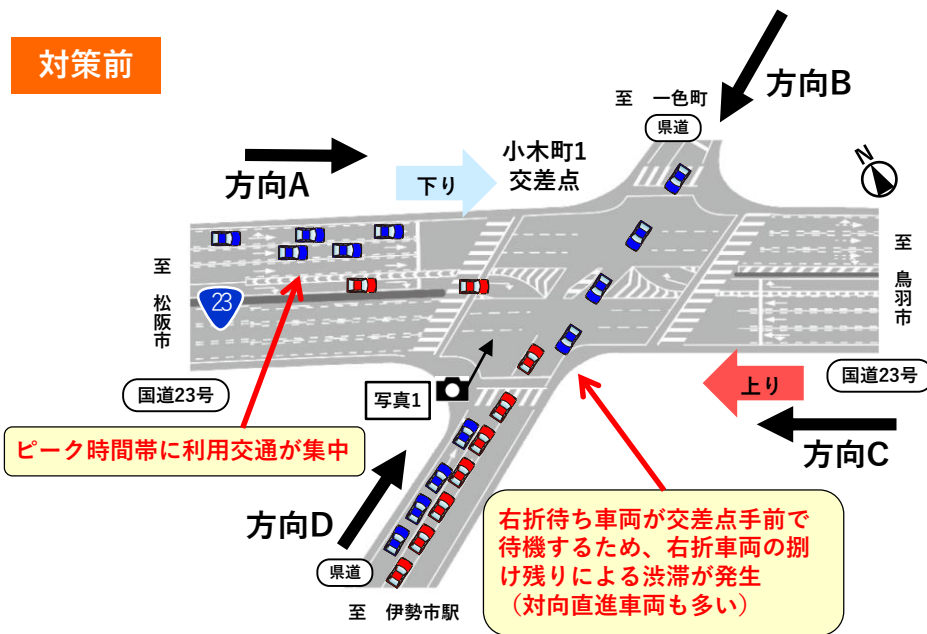 対策前
方向B
至 一色町
県道
小木町1
交差点
N
方向A
下り
至 松阪市
23
至 鳥羽市
国道23号
写真1
上り
国道23号
ピーク時間帯に利用交通が集中
方向C
方向D
右折待ち車両が交差点手前で
待機するため、右折車両の捌
け残りによる渋滞が発生
（対向直進車両も多い）
県道
至 伊勢市駅